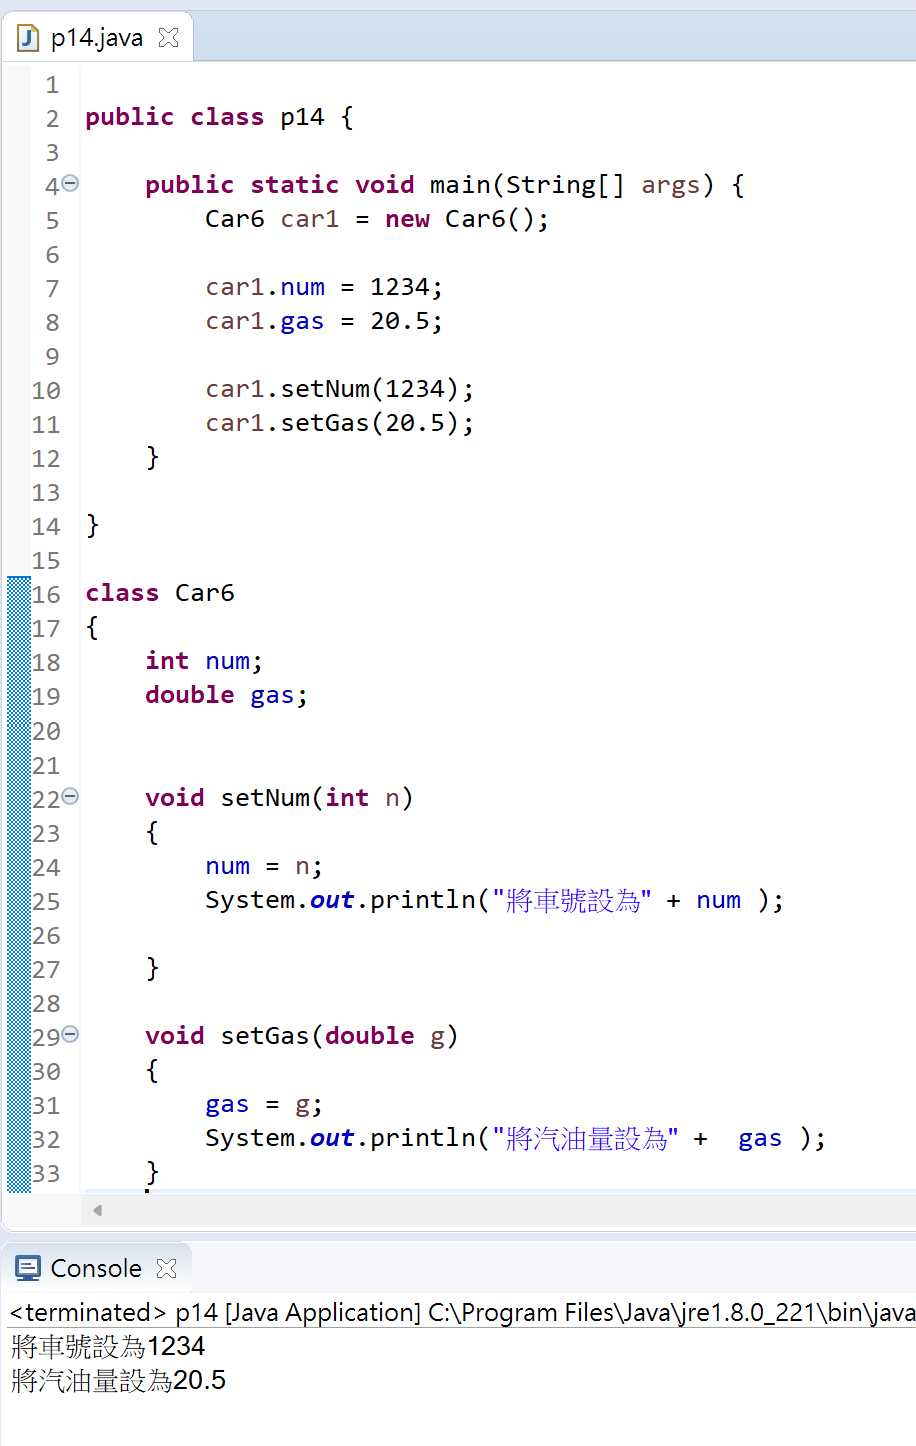 p14.java
1
2 public class p14 {
3
4 public static void main(String[] args) {
5 Car6 car1 = new Car6();
6
7 car1.num = 1234;
8 car1.gas = 20.5;
9
10 car1.setNum(1234);
11 car1.setGas(20.5);
12 }
13
14 }
15
16 class Car6
17 {
18 int num;
19 double gas;
20
21
22 void setNum(int n)
23 {
24 num = n;
25 System.out.println("將車號設為" + num );
26
27 }
28
29 void setGas(double g)
30 {
31 gas = g;
32 System.out.println("將汽油量設為" +  gas );
33 }
Console
<terminated> p14 [Java Application] C:\Program Files\Java\jre1.8.0_221\bin\java
將車號設為1234
將汽油量設為20.5